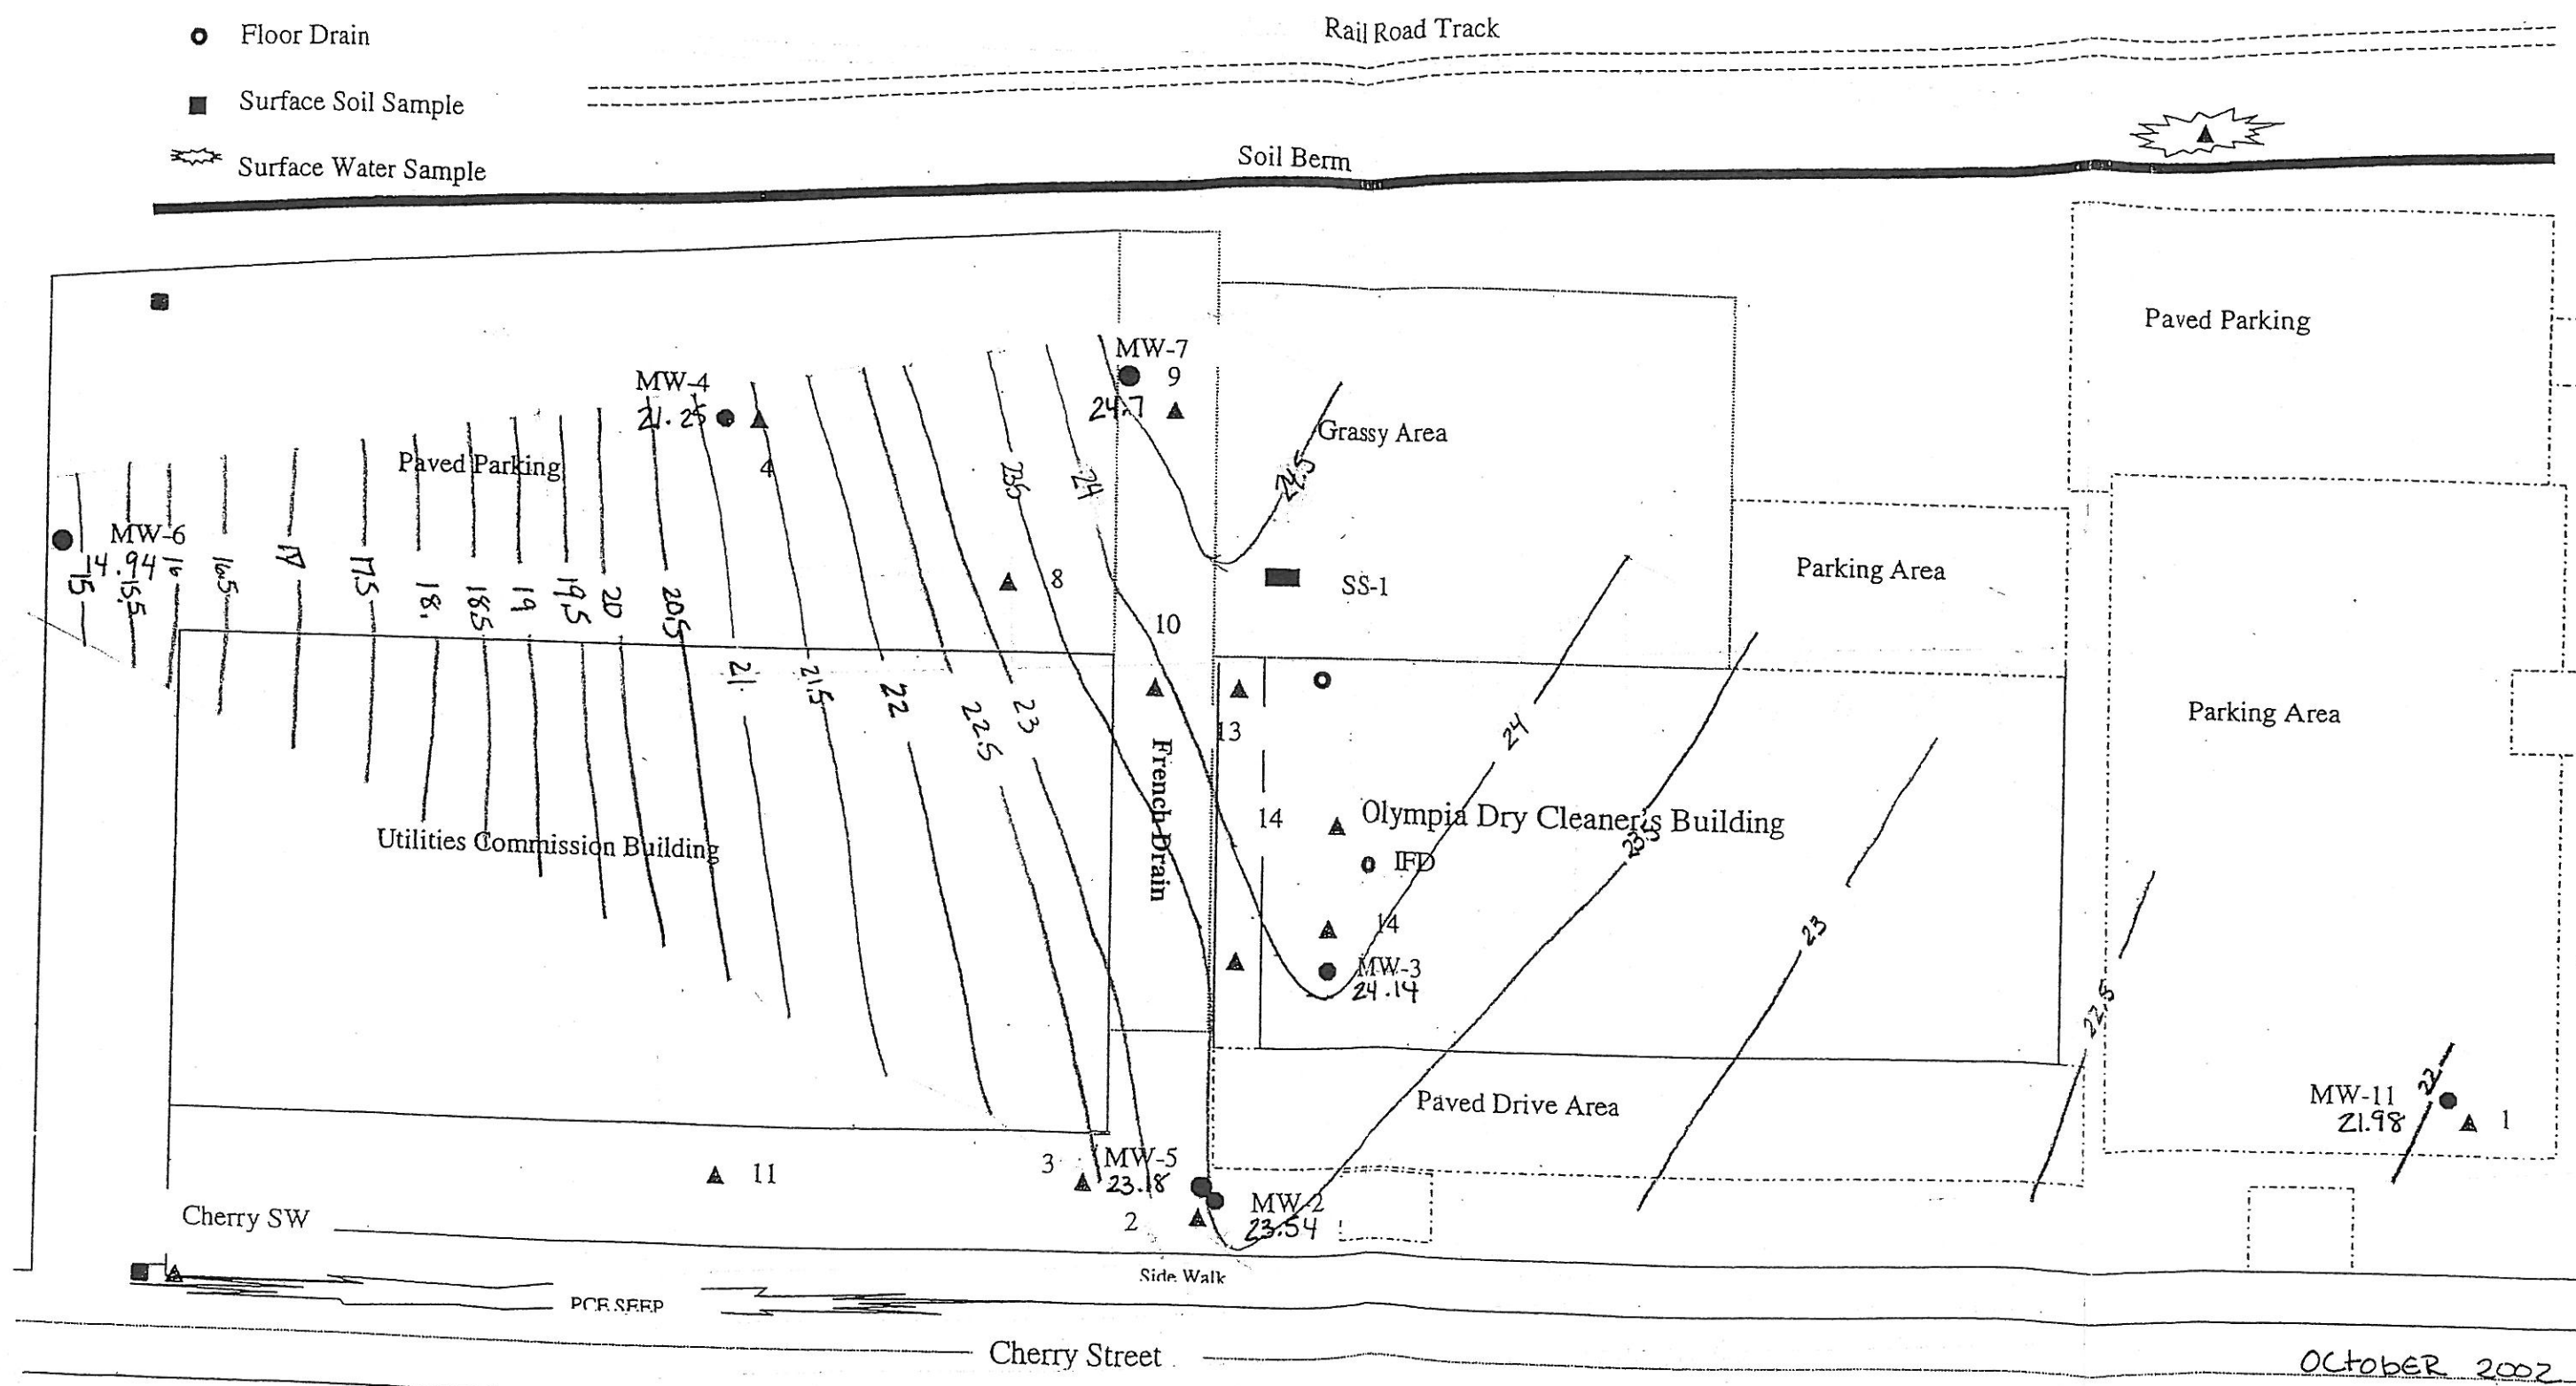 Floor Drain
Rail Road Track
Surface Soil Sample
Surface Water Sample
Soil Berm
Paved Parking
MW-7
9
24.7
MW-4
21.25
4
Grassy Area
24.5
Paved Parking
23.5
24
MW-6
14.94
15
15.5
16
16.5
17
17.5
18
18.5
19
19.5
20
20.5
8
SS-1
Parking Area
10
21
21.5
22
22.5
23
13
24
Parking Area
French Drain
14
Olympia Dry Cleaner's Building
23.5
Utilities Commission Building
IFD
14
23
MW-3
24.14
22.5
22
MW-11
21.98
1
Paved Drive Area
11
3
MW-5
23.18
2
MW-2
23.54
Cherry SW
Side Walk
PCE SEEP
Cherry Street
OCtObER 2002